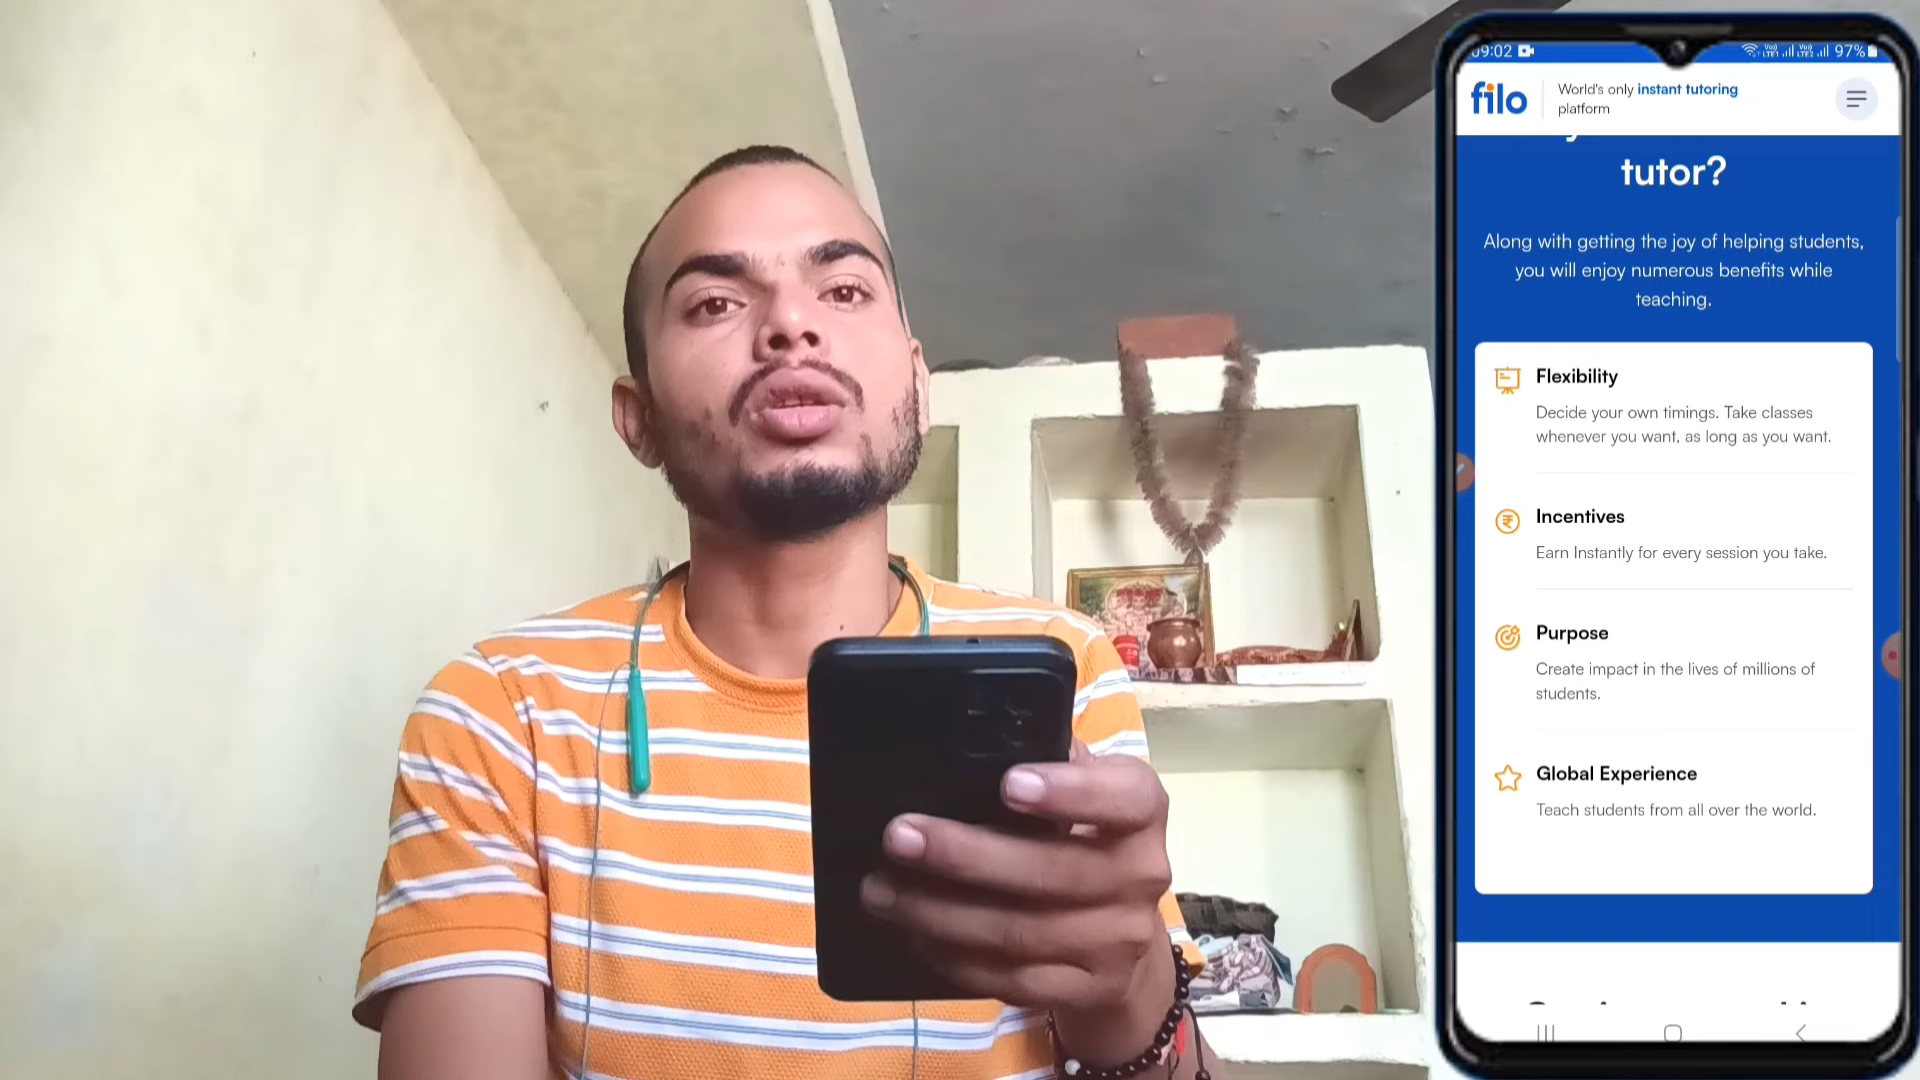 09:02
97%
filo
World's only instant tutoring
platform
tutor?
Along with getting the joy of helping students,
you will enjoy numerous benefits while
teaching.
Flexibility
Decide your own timings. Take classes
whenever you want, as long as you want.
Incentives
Earn Instantly for every session you take.
Purpose
Create impact in the lives of millions of
students.
Global Experience
Teach students from all over the world.